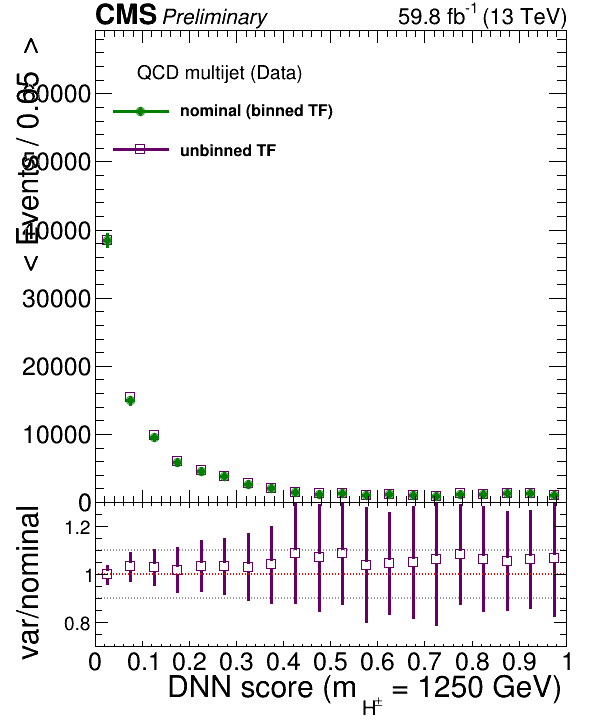 CMS Preliminary 59.8 fb⁻¹ (13 TeV)
< Events / 0.05 >
QCD multijet (Data)
nominal (binned TF)
unbinned TF
60000
50000
40000
30000
20000
10000
0
var/nominal
1.2
1
0.8
0 0.1 0.2 0.3 0.4 0.5 0.6 0.7 0.8 0.9 1
DNN score (m_H± = 1250 GeV)